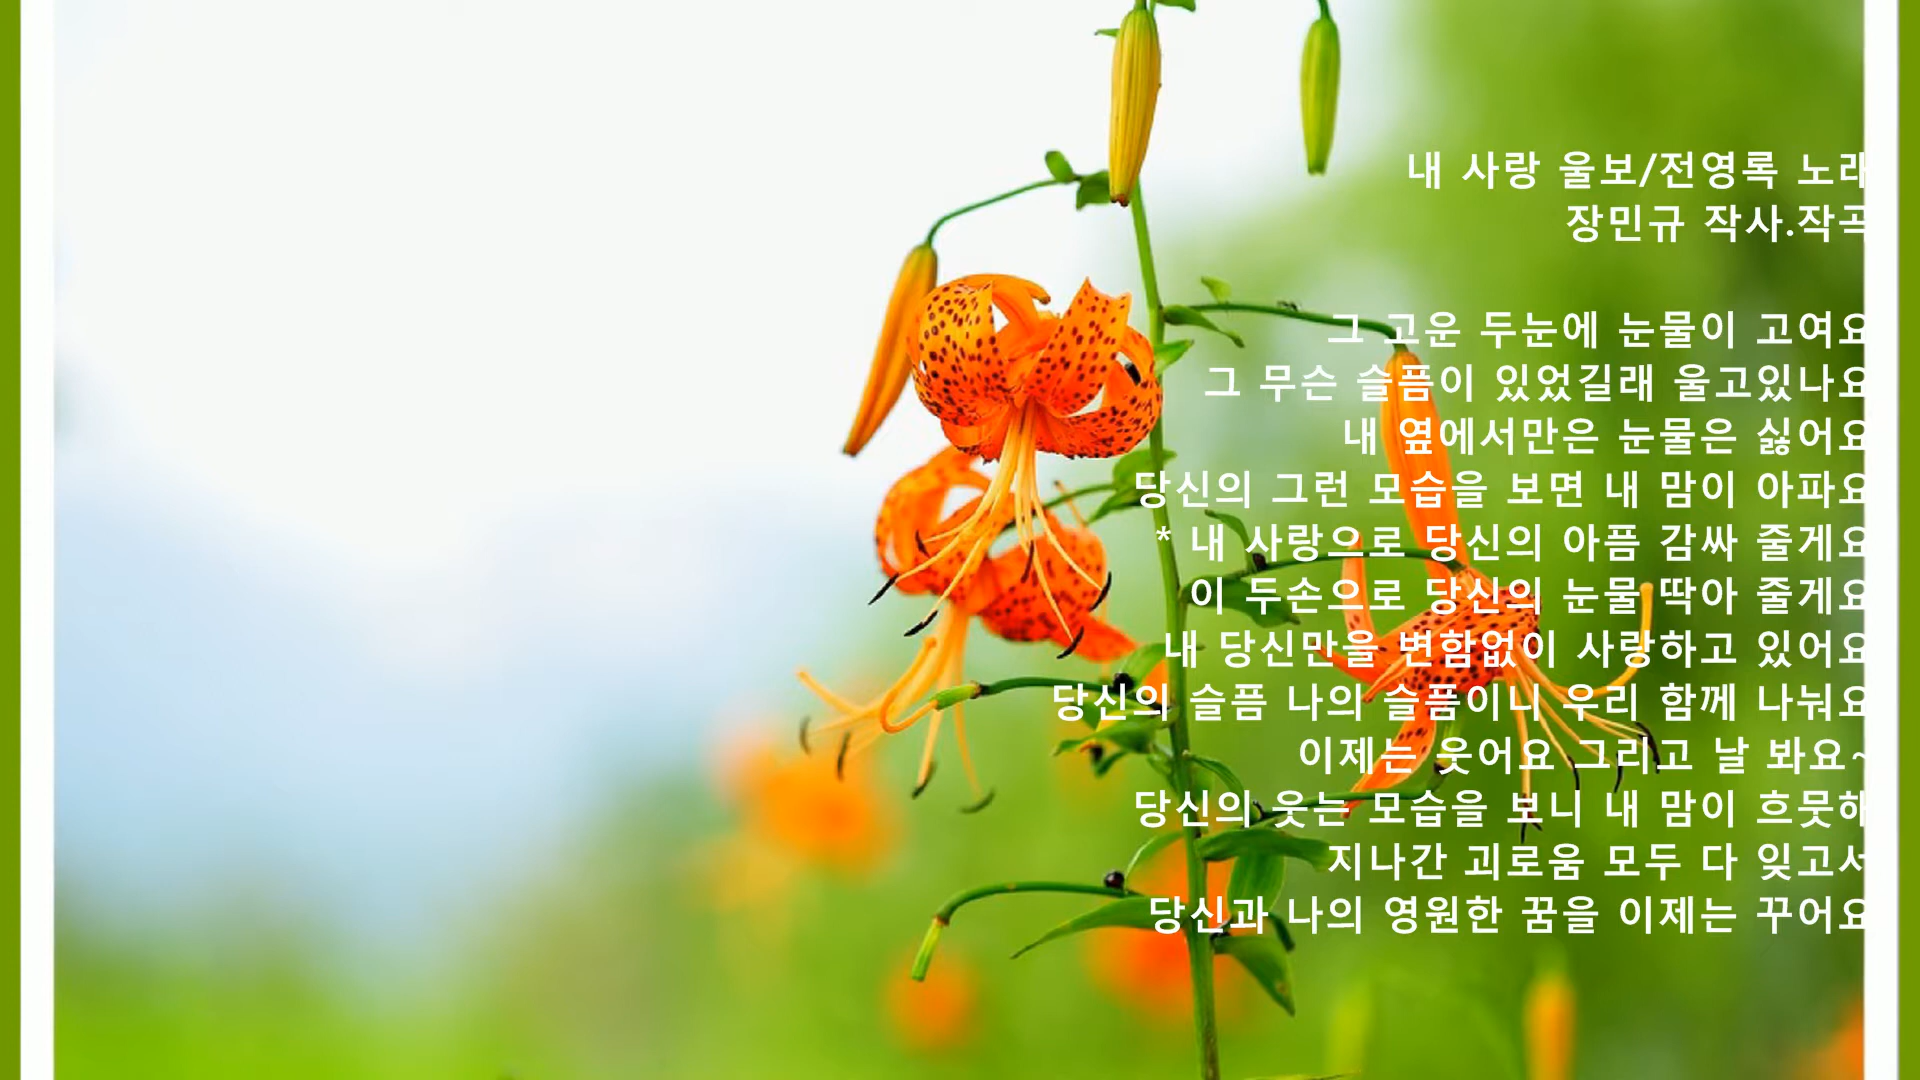 내 사랑 울보/전영록 노래
장민규 작사.작곡
그 고운 두눈에 눈물이 고여요
그 무슨 슬픔이 있었길래 울고있나요
내 옆에서만은 눈물은 싫어요
당신의 그런 모습을 보면 내 맘이 아파요
* 내 사랑으로 당신의 아픔 감싸 줄게요
이 두손으로 당신의 눈물 딱아 줄게요
내 당신만을 변함없이 사랑하고 있어요
당신의 슬픔 나의 슬픔이니 우리 함께 나눠요
이제는 웃어요 그리고 날 봐요~
당신의 웃는 모습을 보니 내 맘이 흐뭇해
지나간 괴로움 모두 다 잊고서
당신과 나의 영원한 꿈을 이제는 꾸어요